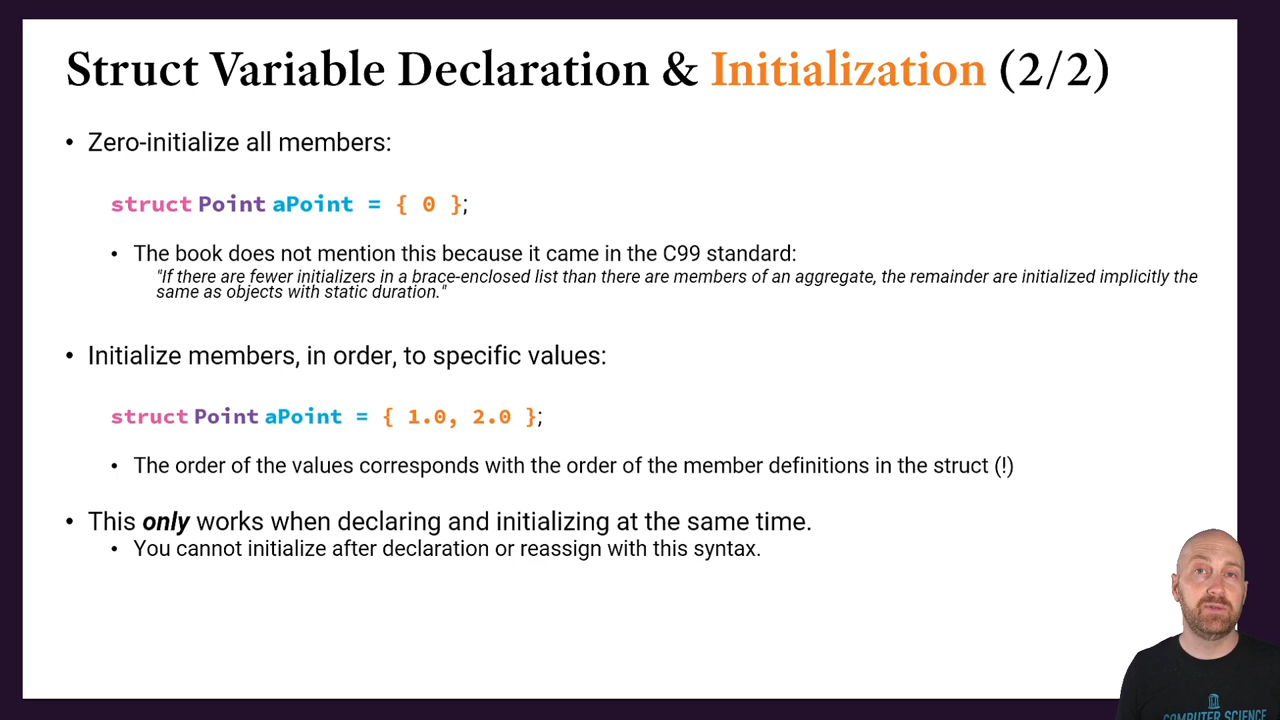 Struct Variable Declaration & Initialization (2/2)
• Zero-initialize all members:
struct Point aPoint = { 0 };
• The book does not mention this because it came in the C99 standard:
"If there are fewer initializers in a brace-enclosed list than there are members of an aggregate, the remainder are initialized implicitly the
same as objects with static duration."
• Initialize members, in order, to specific values:
struct Point aPoint = { 1.0, 2.0 };
• The order of the values corresponds with the order of the member definitions in the struct (!)
• This only works when declaring and initializing at the same time.
• You cannot initialize after declaration or reassign with this syntax.
COMPUTER SCIENCE